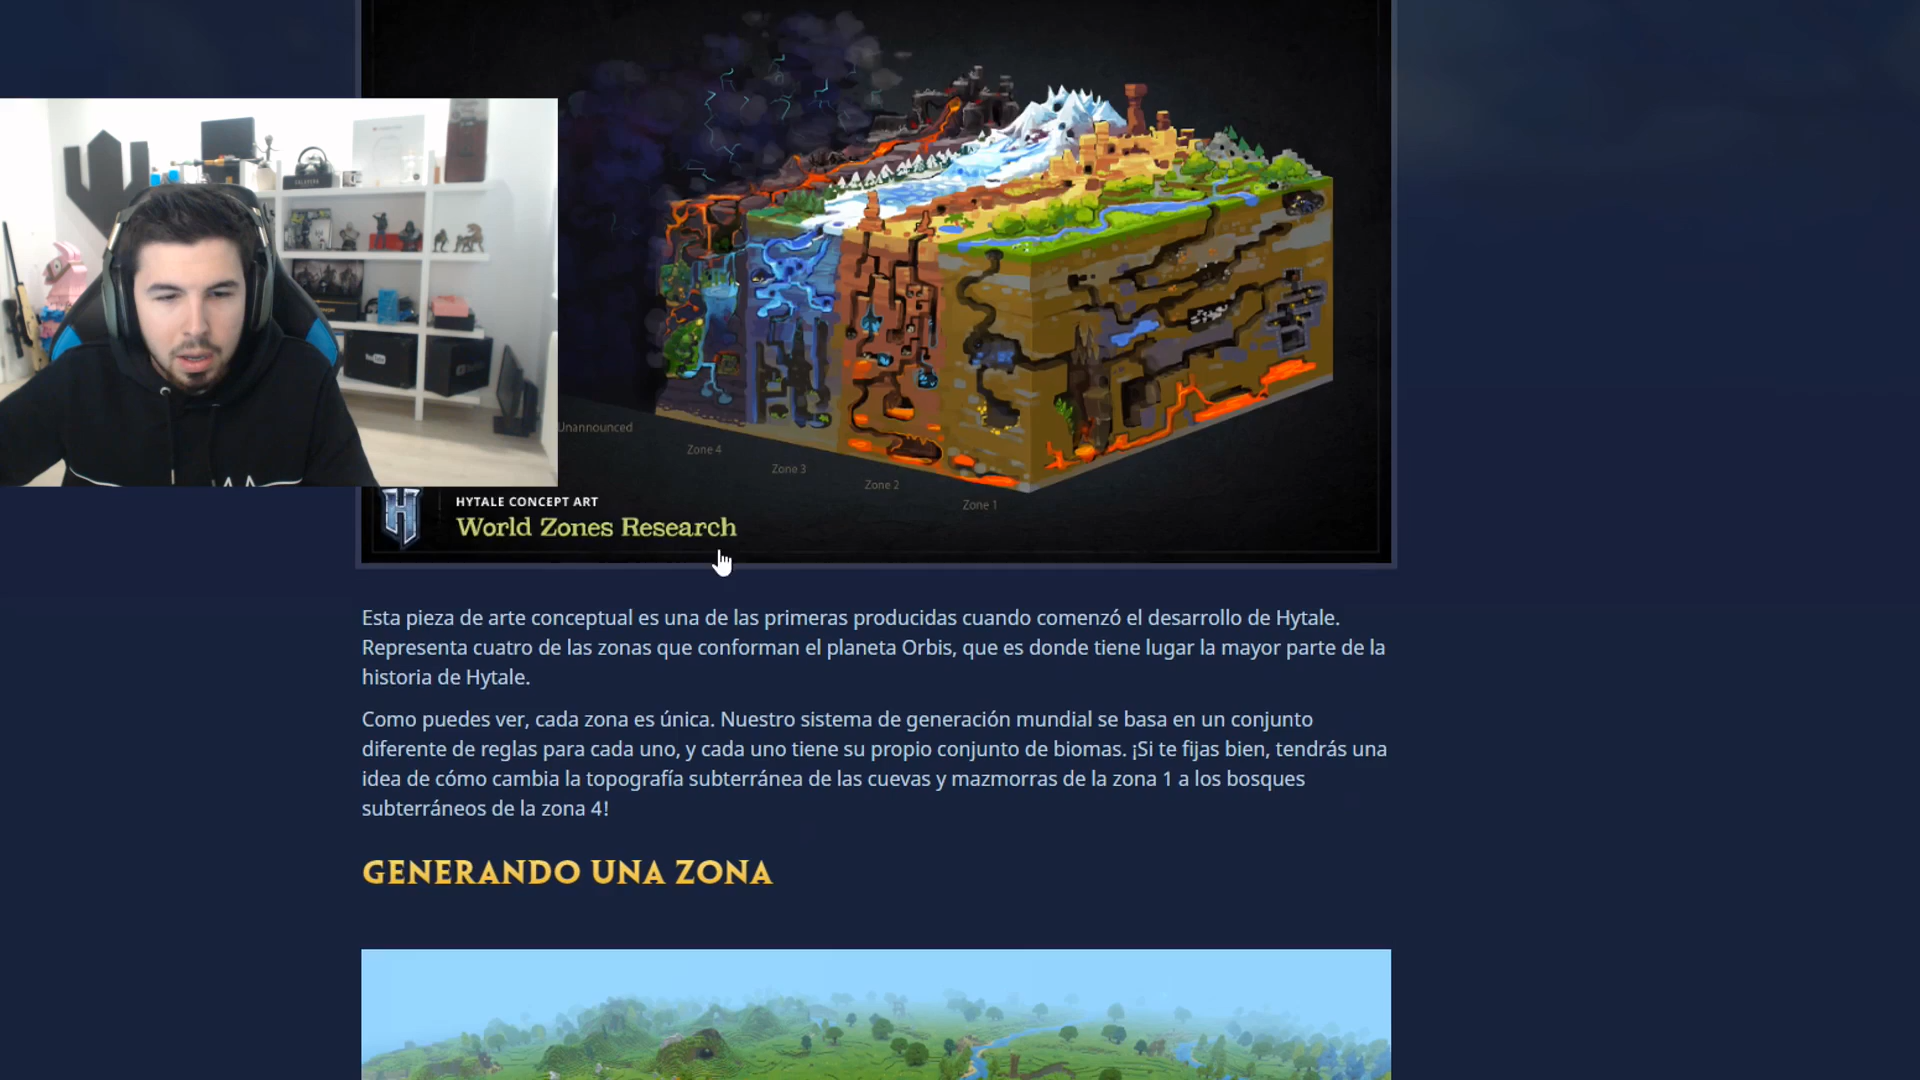 Unannounced
Zone 4
Zone 3
Zone 2
Zone 1
HYTALE CONCEPT ART
World Zones Research
Esta pieza de arte conceptual es una de las primeras producidas cuando comenzó el desarrollo de Hytale.
Representa cuatro de las zonas que conforman el planeta Orbis, que es donde tiene lugar la mayor parte de la
historia de Hytale.
Como puedes ver, cada zona es única. Nuestro sistema de generación mundial se basa en un conjunto
diferente de reglas para cada uno, y cada uno tiene su propio conjunto de biomas. ¡Si te fijas bien, tendrás una
idea de cómo cambia la topografía subterránea de las cuevas y mazmorras de la zona 1 a los bosques
subterráneos de la zona 4!
GENERANDO UNA ZONA